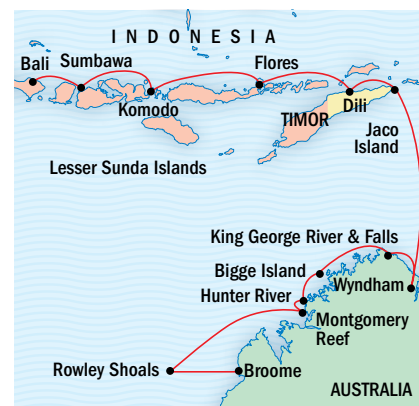 INDONESIA
Bali
Sumbawa
Flores
Komodo
Dili
TIMOR
Jaco
Island
Lesser Sunda Islands
King George River & Falls
Bigge Island
Wyndham
Hunter River
Montgomery
Reef
Rowley Shoals
Broome
AUSTRALIA